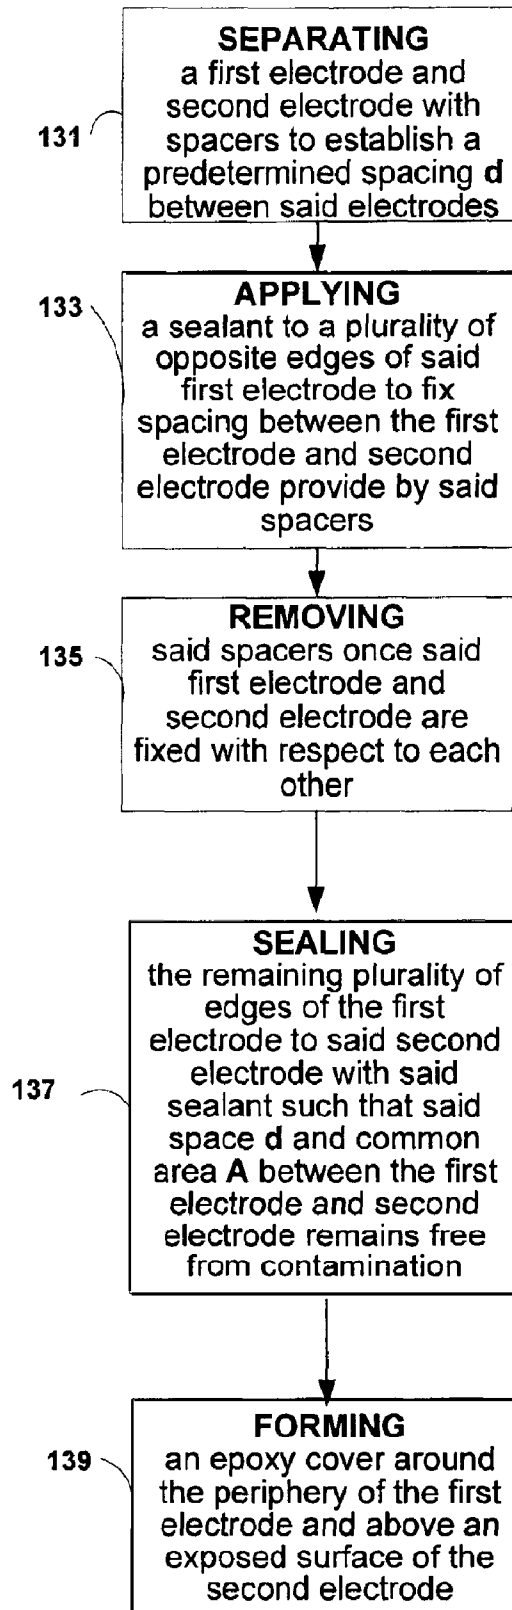 SEPARATING
a first electrode and
second electrode with
spacers to establish a
predetermined spacing d
between said electrodes
131
APPLYING
a sealant to a plurality of
opposite edges of said
first electrode to fix
spacing between the first
electrode and second
electrode provide by said
spacers
133
REMOVING
said spacers once said
first electrode and
second electrode are
fixed with respect to each
other
135
SEALING
the remaining plurality of
edges of the first
electrode to said second
electrode with said
sealant such that said
space d and common
area A between the first
electrode and second
electrode remains free
from contamination
137
FORMING
an epoxy cover around
the periphery of the first
electrode and above an
exposed surface of the
second electrode
139